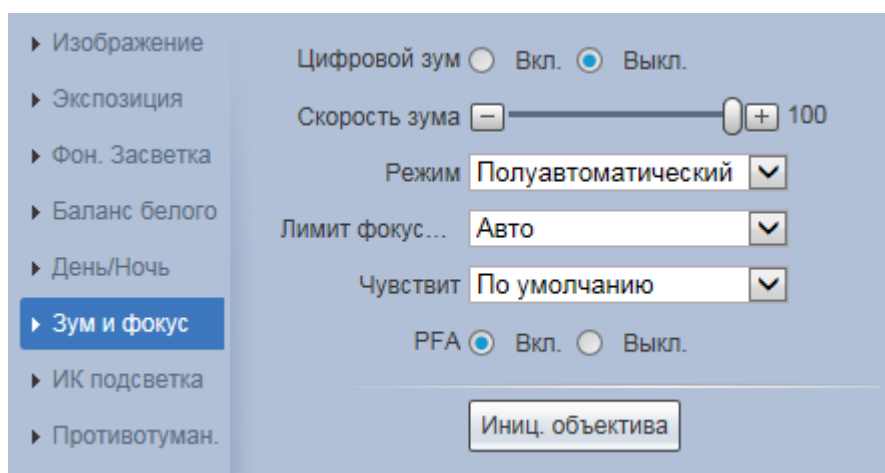 Изображение
Экспозиция
Фон. Засветка
Баланс белого
День/Ночь
Зум и фокус
ИК подсветка
Противотуман.
Цифровой зум Вкл. Выкл.
Скорость зума 100
Режим Полуавтоматический
Лимит фокус... Авто
Чувствит По умолчанию
PFA Вкл. Выкл.
Иниц. объектива